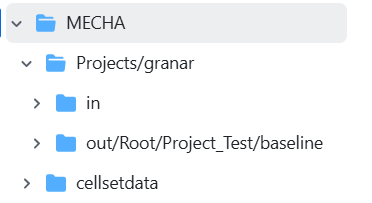 MECHA
Projects/granar
in
out/Root/Project_Test/baseline
cellsetdata